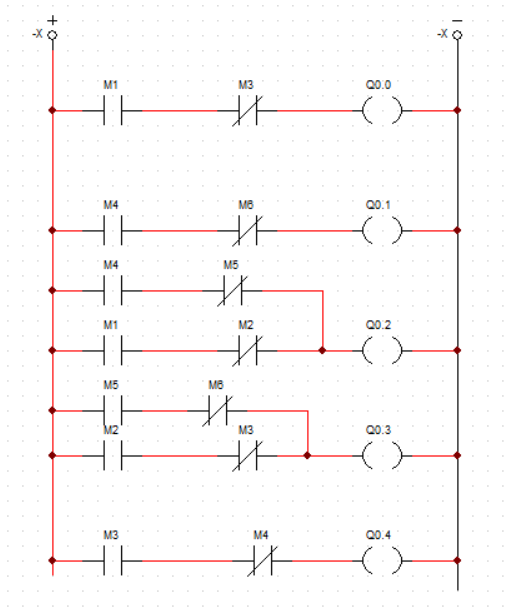 + −
-X -X
M1 M3 Q0.0
M4 M6 Q0.1
M4 M5
M1 M2 Q0.2
M5 M6
M2 M3 Q0.3
M3 M4 Q0.4